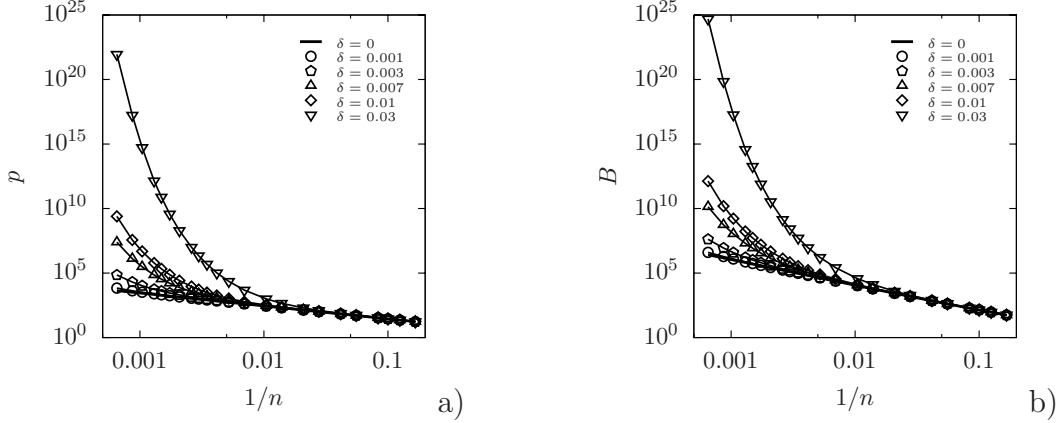 10^25
10^20
10^15
10^10
10^5
10^0
p
0.001
0.01
0.1
1/n
a)
δ = 0
δ = 0.001
δ = 0.003
δ = 0.007
δ = 0.01
δ = 0.03
10^25
10^20
10^15
10^10
10^5
10^0
B
0.001
0.01
0.1
1/n
b)
δ = 0
δ = 0.001
δ = 0.003
δ = 0.007
δ = 0.01
δ = 0.03